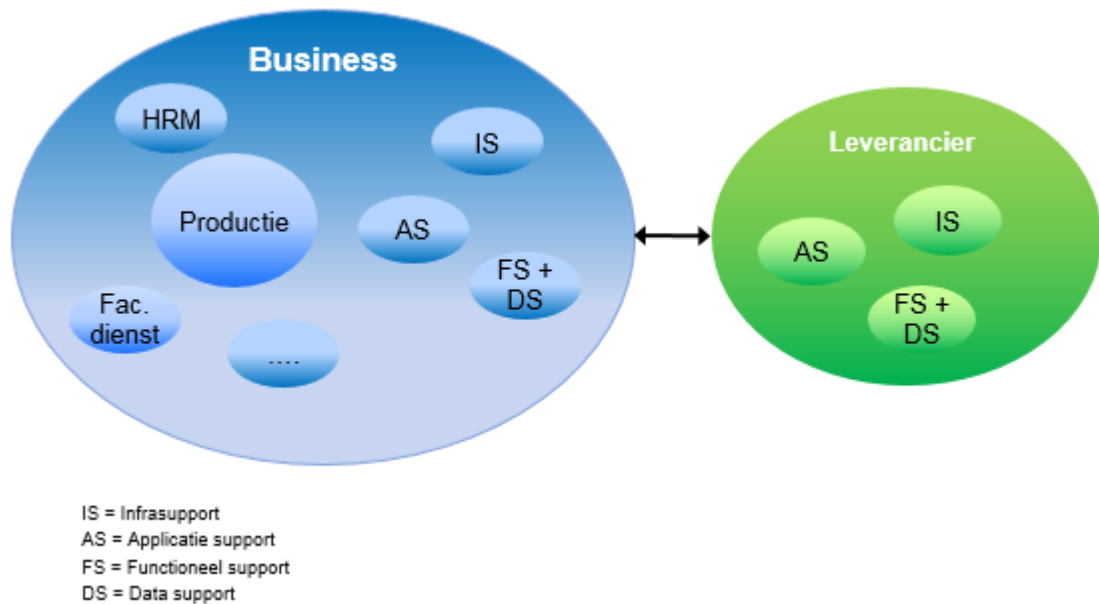 Business
HRM
IS
Productie
AS
FS +
DS
Fac.
dienst
....
Leverancier
IS
AS
FS +
DS
IS = Infrasupport
AS = Applicatie support
FS = Functioneel support
DS = Data support